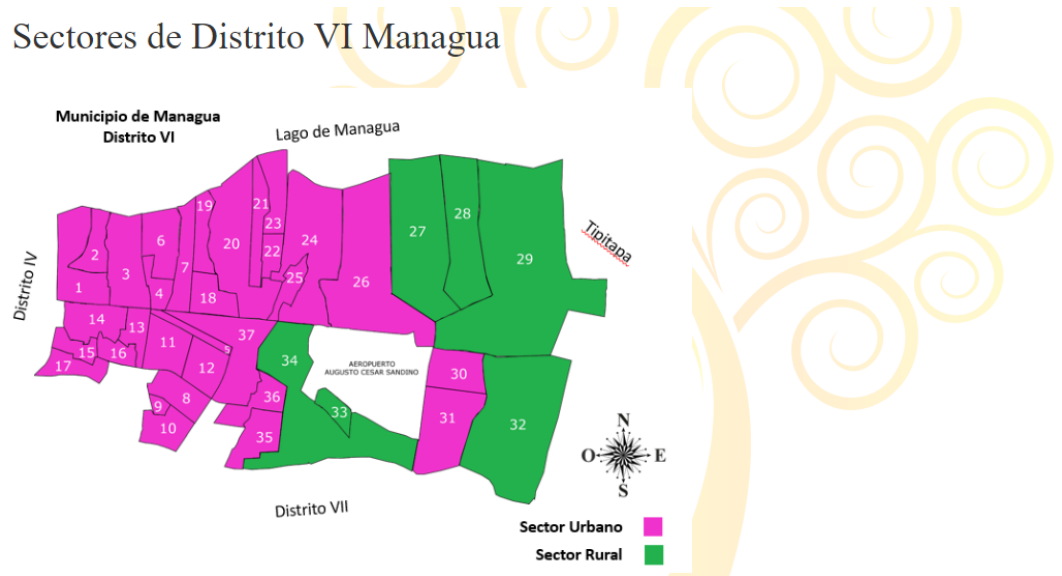 Sectores de Distrito VI Managua
Municipio de Managua
Distrito VI
Lago de Managua
Distrito IV
Tipitapa
19
21
23
2
6
20
24
28
27
3
7
22
29
1
4
18
25
26
14
13
11
5
37
15
16
34
AEROPUERTO
AUGUSTO CESAR SANDINO
17
12
30
8
36
9
33
31
10
35
32
N
O
E
S
Distrito VII
Sector Urbano
Sector Rural